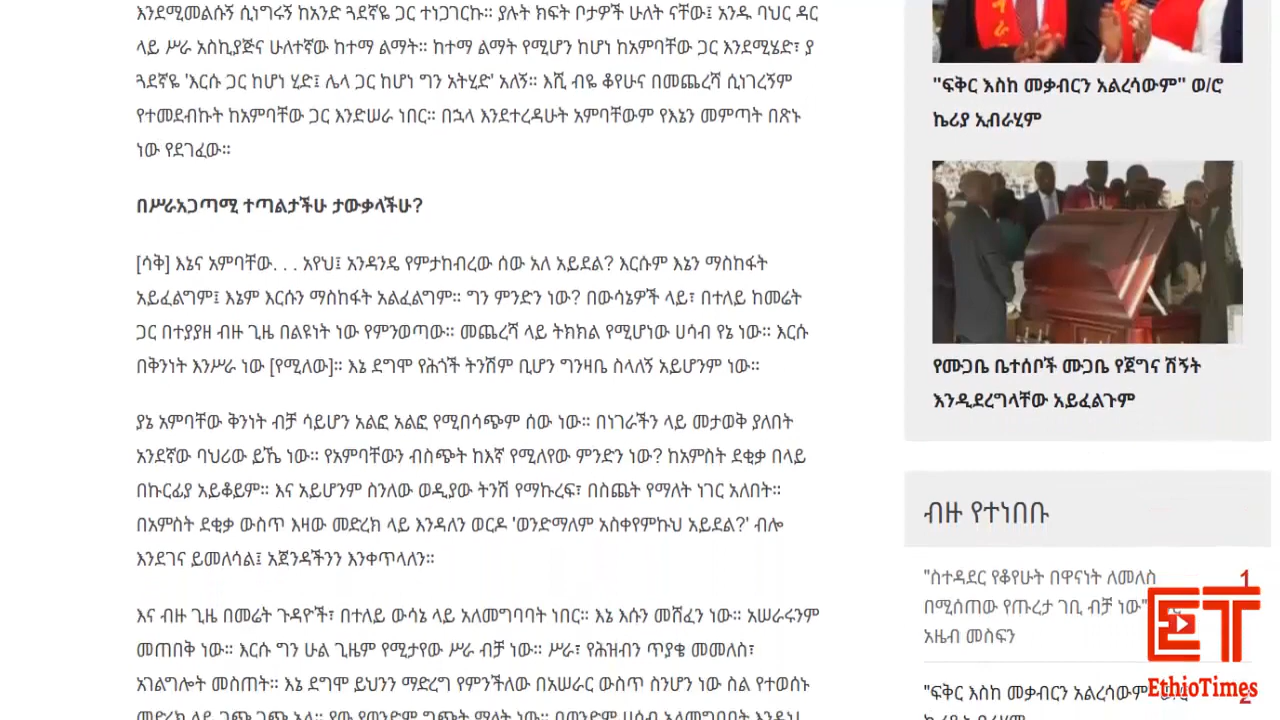 እንደሚመልሱኝ ሲነግሩኝ ከአንድ ጓደኛዬ ጋር ተነጋገርኩ። ያሉት ክፍት ቦታዎች ሁለት ናቸው፤ አንዱ ባህር ዳር
ላይ ሥራ አስኪያጅና ሁለተኛው ከተማ ልማት። ከተማ ልማት የሚሆን ከሆነ ከአምባቸው ጋር እንደሚሄድ፣ ያ
ጓደኛዬ 'እርሱ ጋር ከሆነ ሂድ፤ ሌላ ጋር ከሆነ ግን አትሂድ' አለኝ። እሺ ብዬ ቆየሁና በመጨረሻ ሲነገረኝም
የተመደብኩት ከአምባቸው ጋር እንድሠራ ነበር። በኋላ እንደተረዳሁት አምባቸውም የእኔን መምጣት በጽኑ
ነው የደገፈው።
በሥራአጋጣሚ ተጣልታችሁ ታውቃላችሁ?
[ሳቅ] እኔና አምባቸው. . . አየህ፤ አንዳንዴ የምታከብረው ሰው አለ አይደል? እርሱም እኔን ማስከፋት
አይፈልግም፤ እኔም እርሱን ማስከፋት አልፈልግም። ግን ምንድን ነው? በውሳኔዎች ላይ፣ በተለይ ከመሬት
ጋር በተያያዘ ብዙ ጊዜ በልዩነት ነው የምንወጣው። መጨረሻ ላይ ትክክል የሚሆነው ሀሳብ የኔ ነው። እርሱ
በቅንነት እንሥራ ነው [የሚለው]። እኔ ደግሞ የሕጎች ትንሽም ቢሆን ግንዛቤ ስላለኝ አይሆንም ነው።
ያኔ አምባቸው ቅንነት ብቻ ሳይሆን አልፎ አልፎ የሚበሳጭም ሰው ነው። በነገራችን ላይ መታወቅ ያለበት
አንደኛው ባህሪው ይኼ ነው። የአምባቸውን ብስጭት ከእኛ የሚለየው ምንድን ነው? ከአምስት ደቂቃ በላይ
በኩርፊያ አይቆይም። እና አይሆንም ስንለው ወዲያው ትንሽ የማኩረፍ፣ በስጨት የማለት ነገር አለበት።
በአምስት ደቂቃ ውስጥ እዛው መድረክ ላይ እንዳለን ወርዶ 'ወንድማለም አስቀየምኩህ አይደል?' ብሎ
እንደገና ይመለሳል፤ አጀንዳችንን እንቀጥላለን።
እና ብዙ ጊዜ በመሬት ጉዳዮች፣ በተለይ ውሳኔ ላይ አለመግባባት ነበር። እኔ እሱን መሸፈን ነው። አሠራሩንም
መጠበቅ ነው። እርሱ ግን ሁል ጊዜም የሚታየው ሥራ ብቻ ነው። ሥራ፣ የሕዝብን ጥያቄ መመለስ፣
አገልግሎት መስጠት። እኔ ደግሞ ይህንን ማድረግ የምንችለው በአሠራር ውስጥ ስንሆን ነው ስል የተወሰኑ
"ፍቅር እስከ መቃብርን አልረሳውም" ወ/ሮ
ኬሪያ ኢብራሂም
የሙጋቤ ቤተሰቦች ሙጋቤ የጀግና ሽኝት
እንዲደረግላቸው አይፈልጉም
ብዙ የተነበቡ
"ስተዳደር የቆየሁት በዋናነት ለመለስ
1
በሚሰጠው የጡረታ ገቢ ብቻ ነው"
አዜብ መስፍን
"ፍቅር እስከ መቃብርን አልረሳውም"
2
ET
EthioTimes